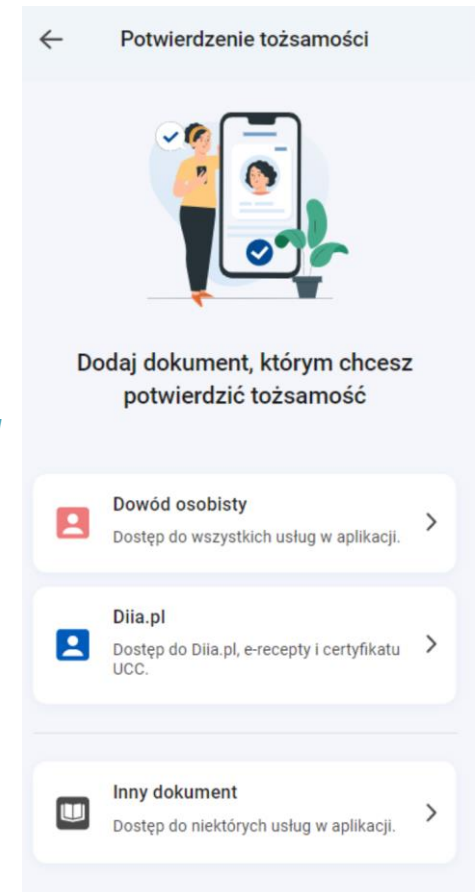 Potwierdzenie tożsamości
Dodaj dokument, którym chcesz
potwierdzić tożsamość
Dowód osobisty
Dostęp do wszystkich usług w aplikacji.
Diia.pl
Dostęp do Diia.pl, e-recepty i certyfikatu
UCC.
Inny dokument
Dostęp do niektórych usług w aplikacji.